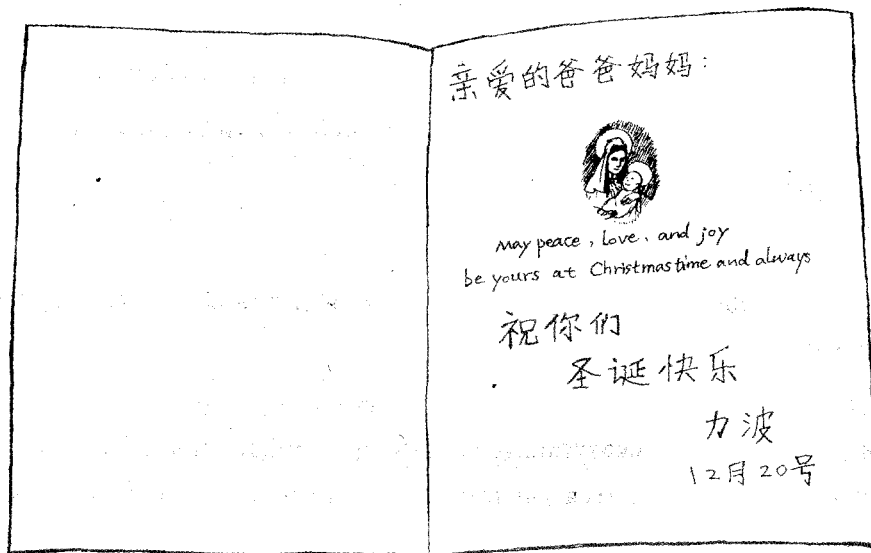 亲爱的爸爸妈妈：
May peace, love, and joy
be yours at Christmastime and always
祝你们
圣诞快乐
力波
12月20号